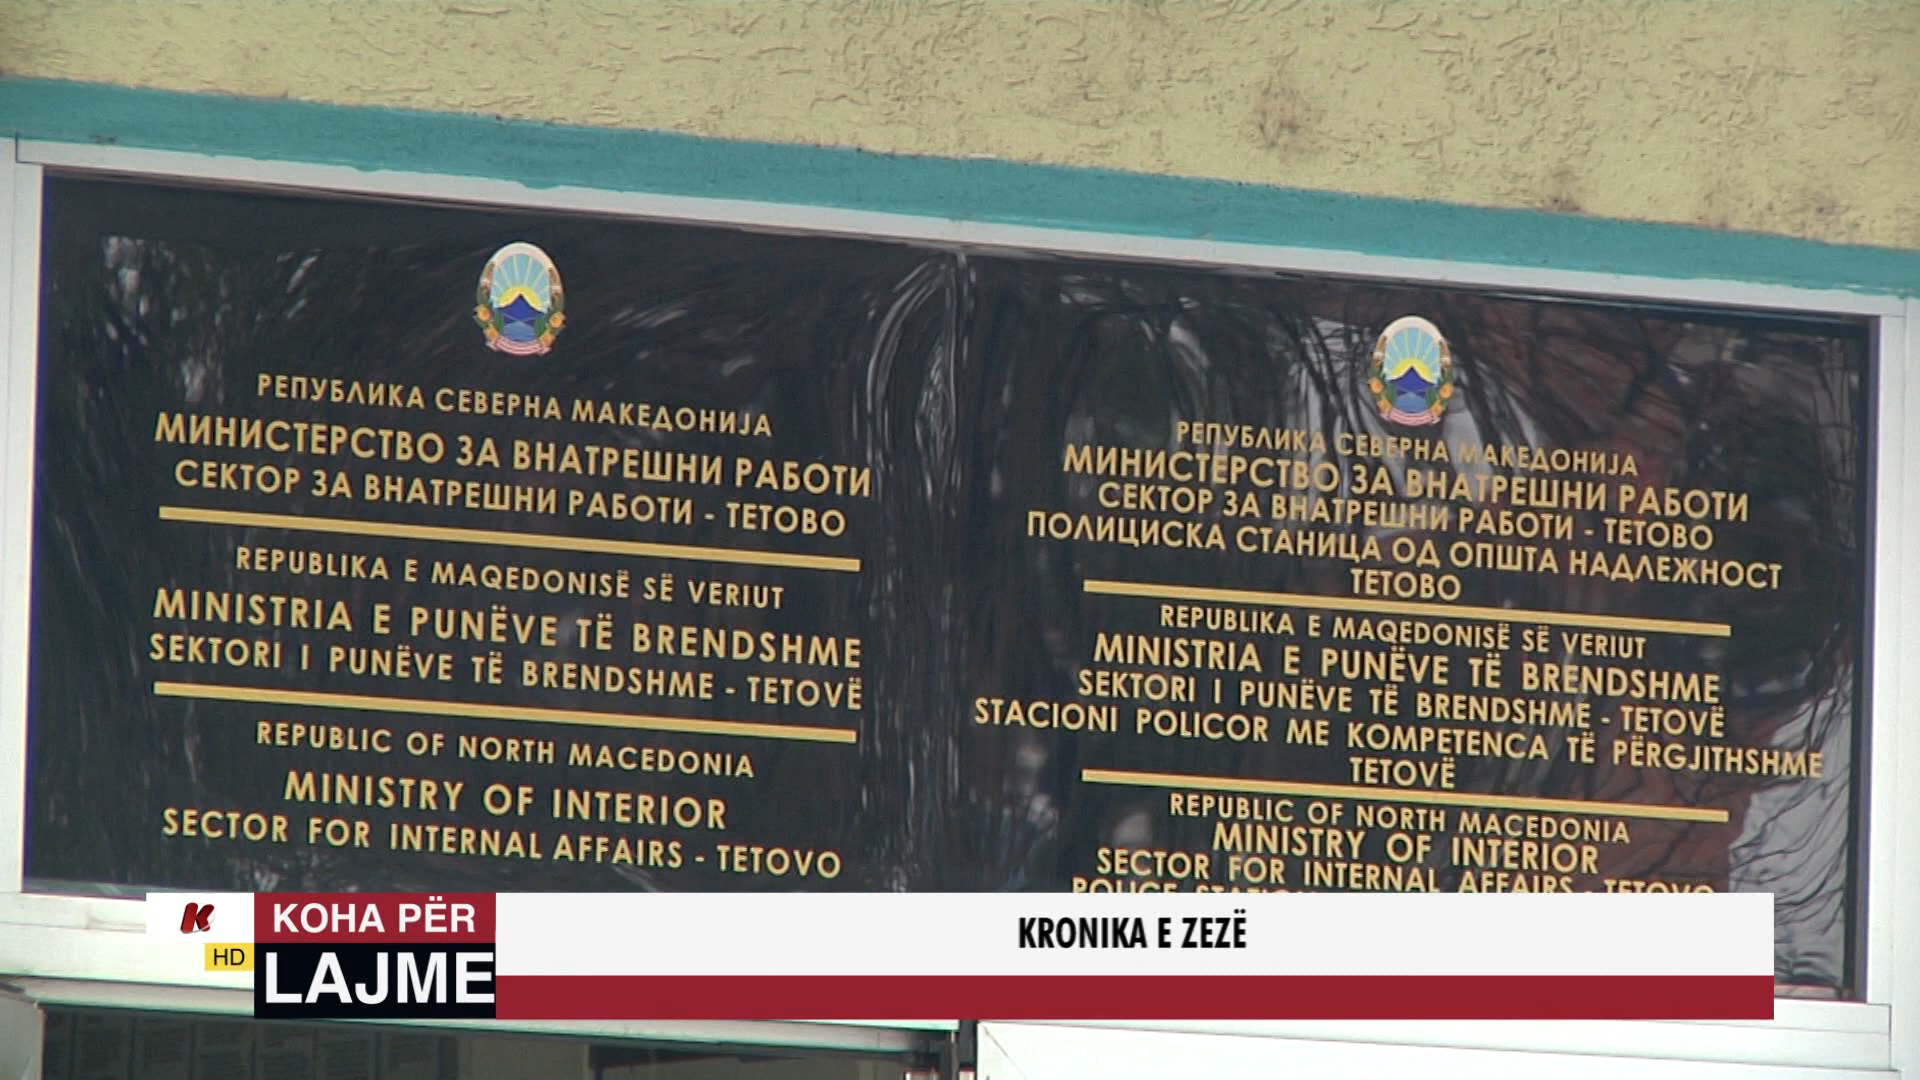 РЕПУБЛИКА СЕВЕРНА МАКЕДОНИЈА
МИНИСТЕРСТВО ЗА ВНАТРЕШНИ РАБОТИ
СЕКТОР ЗА ВНАТРЕШНИ РАБОТИ - ТЕТОВО
REPUBLIKA E MAQEDONISË SË VERIUT
MINISTRIA E PUNËVE TË BRENDSHME
SEKTORI I PUNËVE TË BRENDSHME - TETOVË
REPUBLIC OF NORTH MACEDONIA
MINISTRY OF INTERIOR
SECTOR FOR INTERNAL AFFAIRS - TETOVO
РЕПУБЛИКА СЕВЕРНА МАКЕДОНИЈА
МИНИСТЕРСТВО ЗА ВНАТРЕШНИ РАБОТИ
СЕКТОР ЗА ВНАТРЕШНИ РАБОТИ - ТЕТОВО
ПОЛИЦИСКА СТАНИЦА ОД ОПШТА НАДЛЕЖНОСТ
ТЕТОВО
REPUBLIKA E MAQEDONISË SË VERIUT
MINISTRIA E PUNËVE TË BRENDSHME
SEKTORI I PUNËVE TË BRENDSHME - TETOVË
STACIONI POLICOR ME KOMPETENCA TË PËRGJITHSHME
TETOVË
REPUBLIC OF NORTH MACEDONIA
MINISTRY OF INTERIOR
SECTOR FOR INTERNAL AFFAIRS - TETOVO
POLICE STATION
K
HD
KOHA PËR
LAJME
KRONIKA E ZEZË